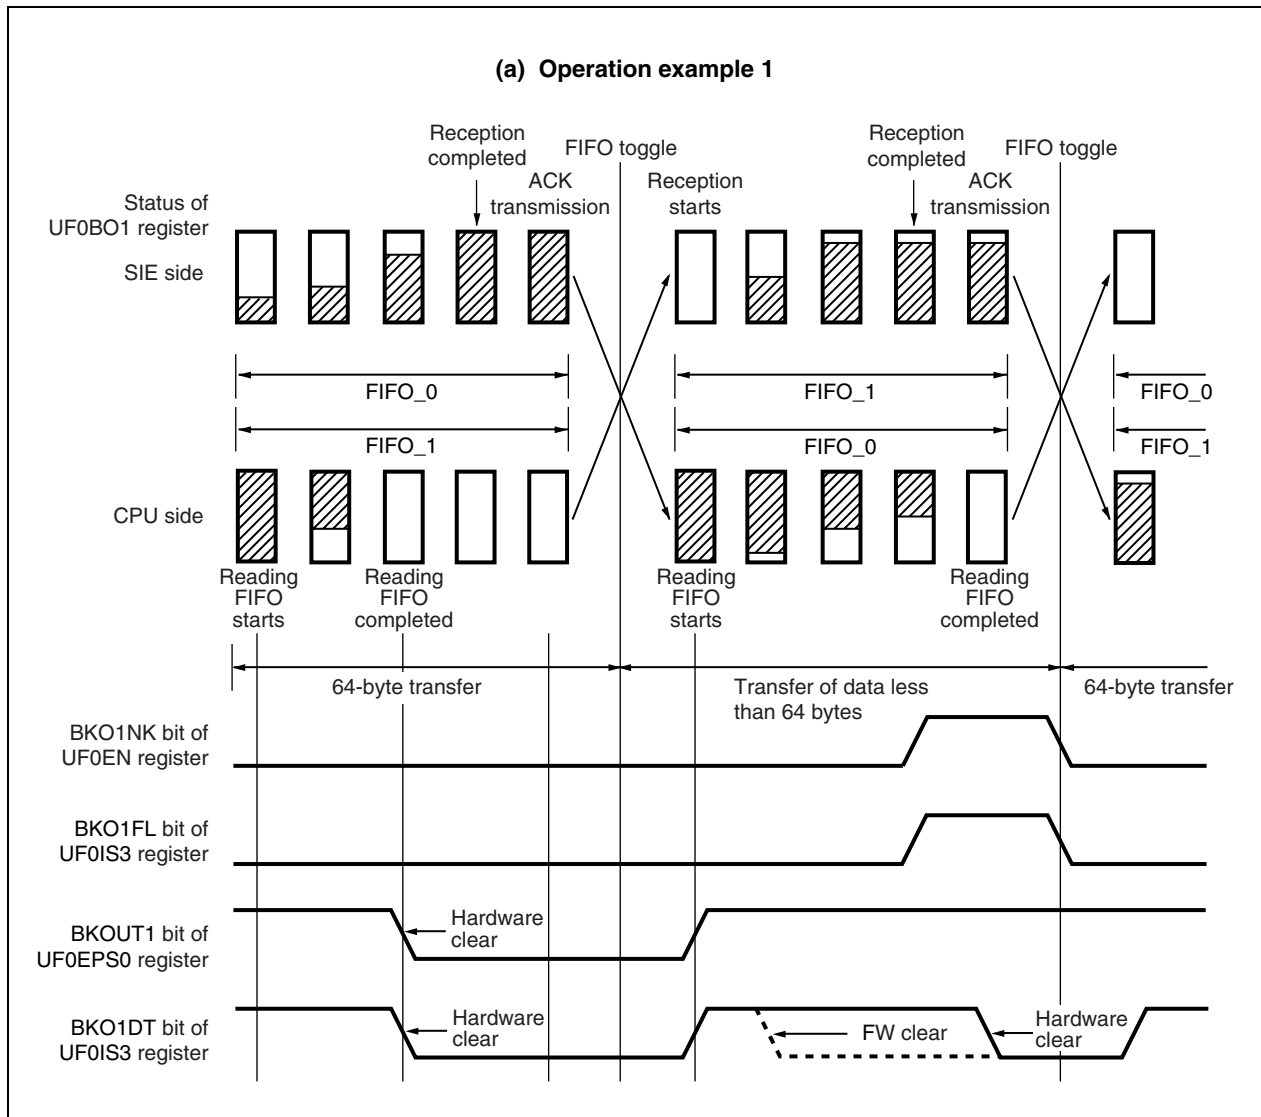 (a) Operation example 1
Reception
completed
FIFO toggle
Reception
completed
FIFO toggle
ACK
transmission
Reception
starts
ACK
transmission
Status of
UF0BO1 register
SIE side
FIFO_0
FIFO_1
FIFO_0
FIFO_1
FIFO_0
FIFO_1
CPU side
Reading
FIFO
starts
Reading
FIFO
completed
Reading
FIFO
starts
Reading
FIFO
completed
64-byte transfer
Transfer of data less
than 64 bytes
64-byte transfer
BKO1NK bit of
UF0EN register
BKO1FL bit of
UF0IS3 register
BKOUT1 bit of
UF0EPS0 register
Hardware
clear
BKO1DT bit of
UF0IS3 register
Hardware
clear
FW clear
Hardware
clear